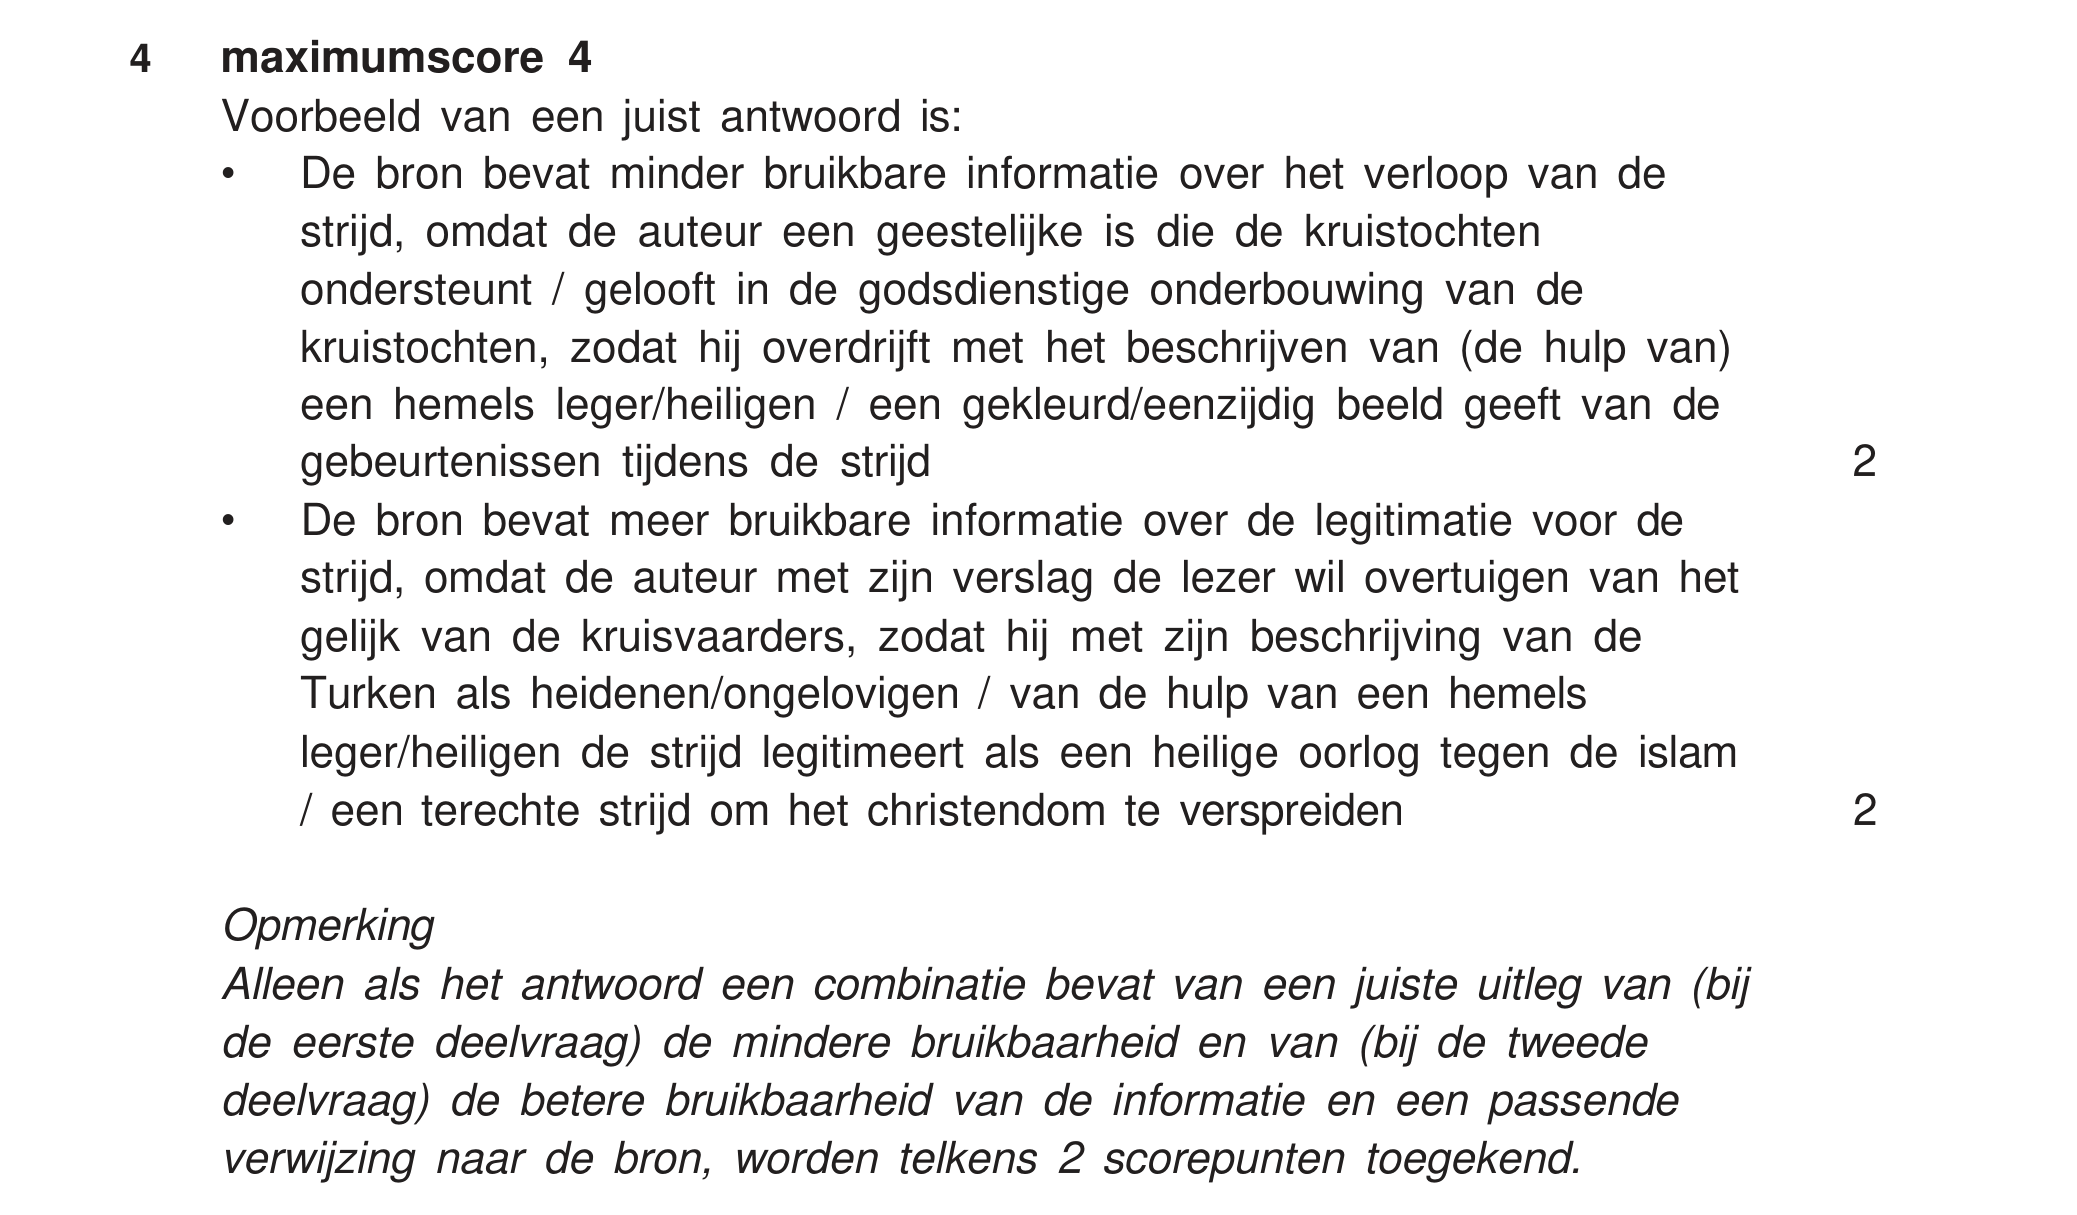 4 maximumscore 4
Voorbeeld van een juist antwoord is:
• De bron bevat minder bruikbare informatie over het verloop van de
strijd, omdat de auteur een geestelijke is die de kruistochten
ondersteunt / gelooft in de godsdienstige onderbouwing van de
kruistochten, zodat hij overdrijft met het beschrijven van (de hulp van)
een hemels leger/heiligen / een gekleurd/eenzijdig beeld geeft van de
gebeurtenissen tijdens de strijd 2
• De bron bevat meer bruikbare informatie over de legitimatie voor de
strijd, omdat de auteur met zijn verslag de lezer wil overtuigen van het
gelijk van de kruisvaarders, zodat hij met zijn beschrijving van de
Turken als heidenen/ongelovigen / van de hulp van een hemels
leger/heiligen de strijd legitimeert als een heilige oorlog tegen de islam
/ een terechte strijd om het christendom te verspreiden 2
Opmerking
Alleen als het antwoord een combinatie bevat van een juiste uitleg van (bij
de eerste deelvraag) de mindere bruikbaarheid en van (bij de tweede
deelvraag) de betere bruikbaarheid van de informatie en een passende
verwijzing naar de bron, worden telkens 2 scorepunten toegekend.